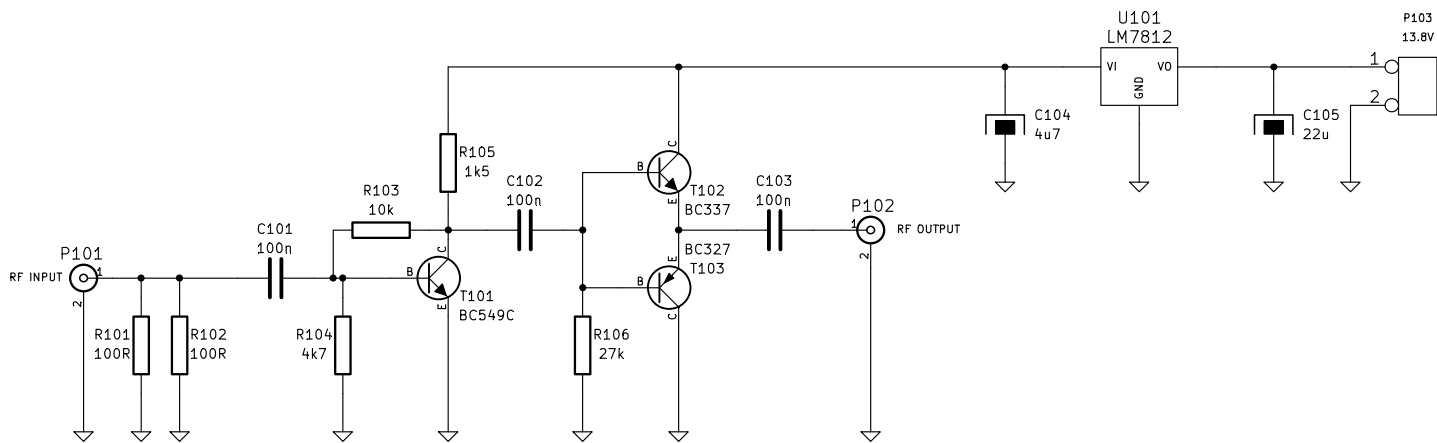 U101
LM7812
VI
VO
GND
P103
13.8V
1
2
C104
4u7
C105
22u
R105
1k5
C
B
E
T102
BC337
C102
100n
C103
100n
P102
1
2
RF OUTPUT
R103
10k
C101
100n
P101
RF INPUT
1
2
C
B
E
T101
BC549C
BC327
T103
E
B
C
R101
100R
R102
100R
R104
4k7
R106
27k